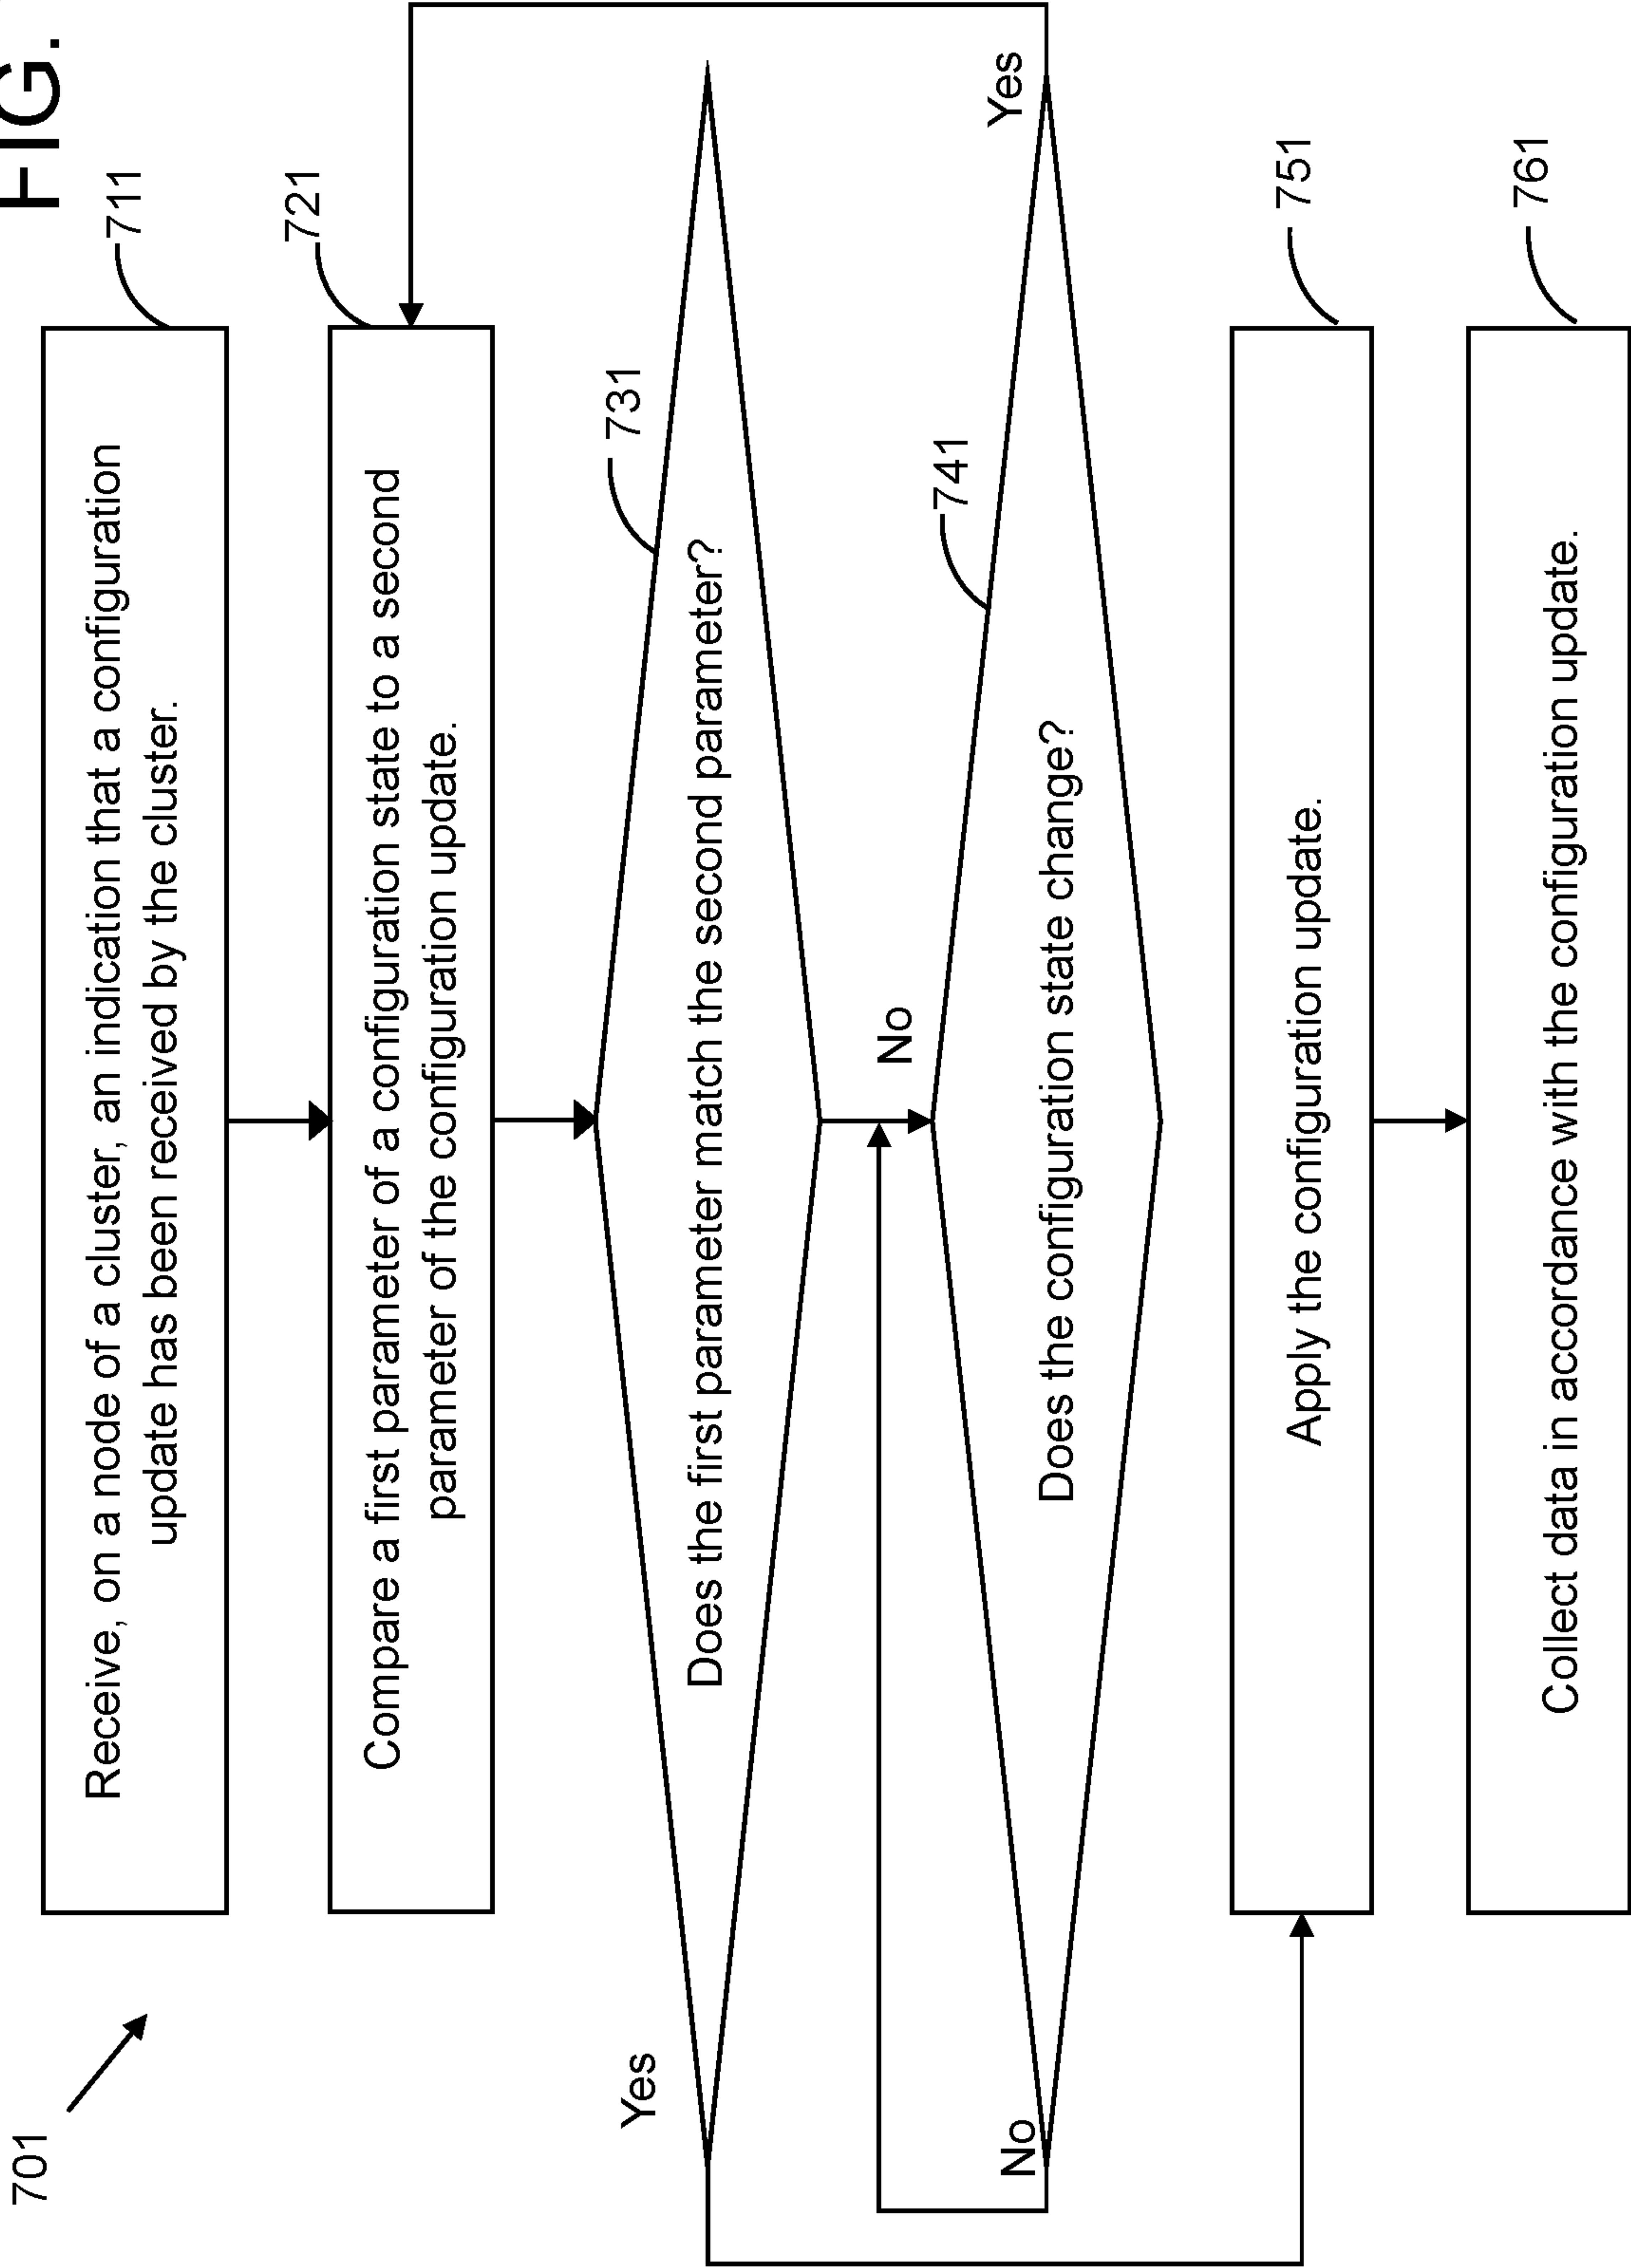 FIG.
701
711
Receive, on a node of a cluster, an indication that a configuration
update has been received by the cluster.
721
Compare a first parameter of a configuration state to a second
parameter of the configuration update.
731
Yes
Does the first parameter match the second parameter?
No
741
No
Does the configuration state change?
Yes
751
Apply the configuration update.
761
Collect data in accordance with the configuration update.